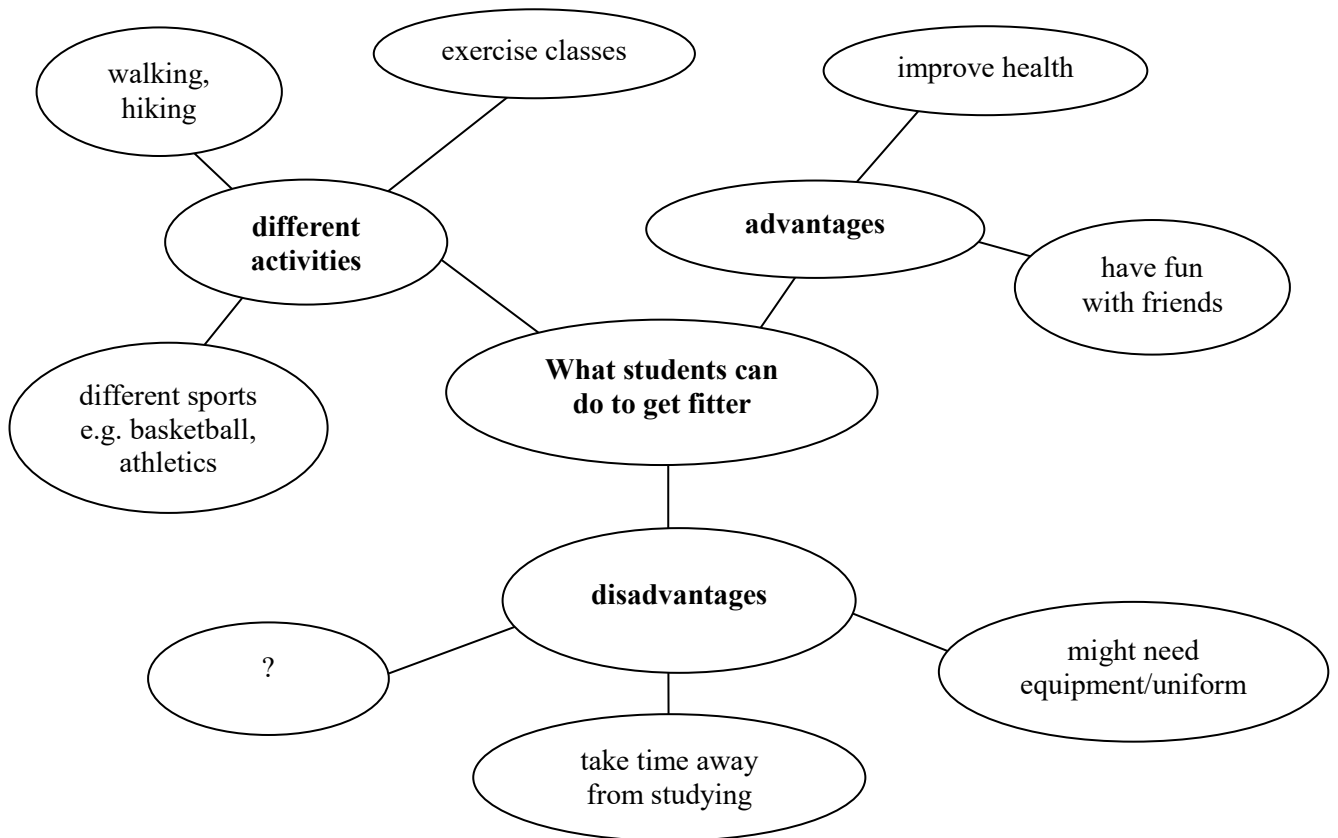 walking,
hiking
exercise classes
improve health
different
activities
advantages
have fun
with friends
different sports
e.g. basketball,
athletics
What students can
do to get fitter
disadvantages
?
might need
equipment/uniform
take time away
from studying